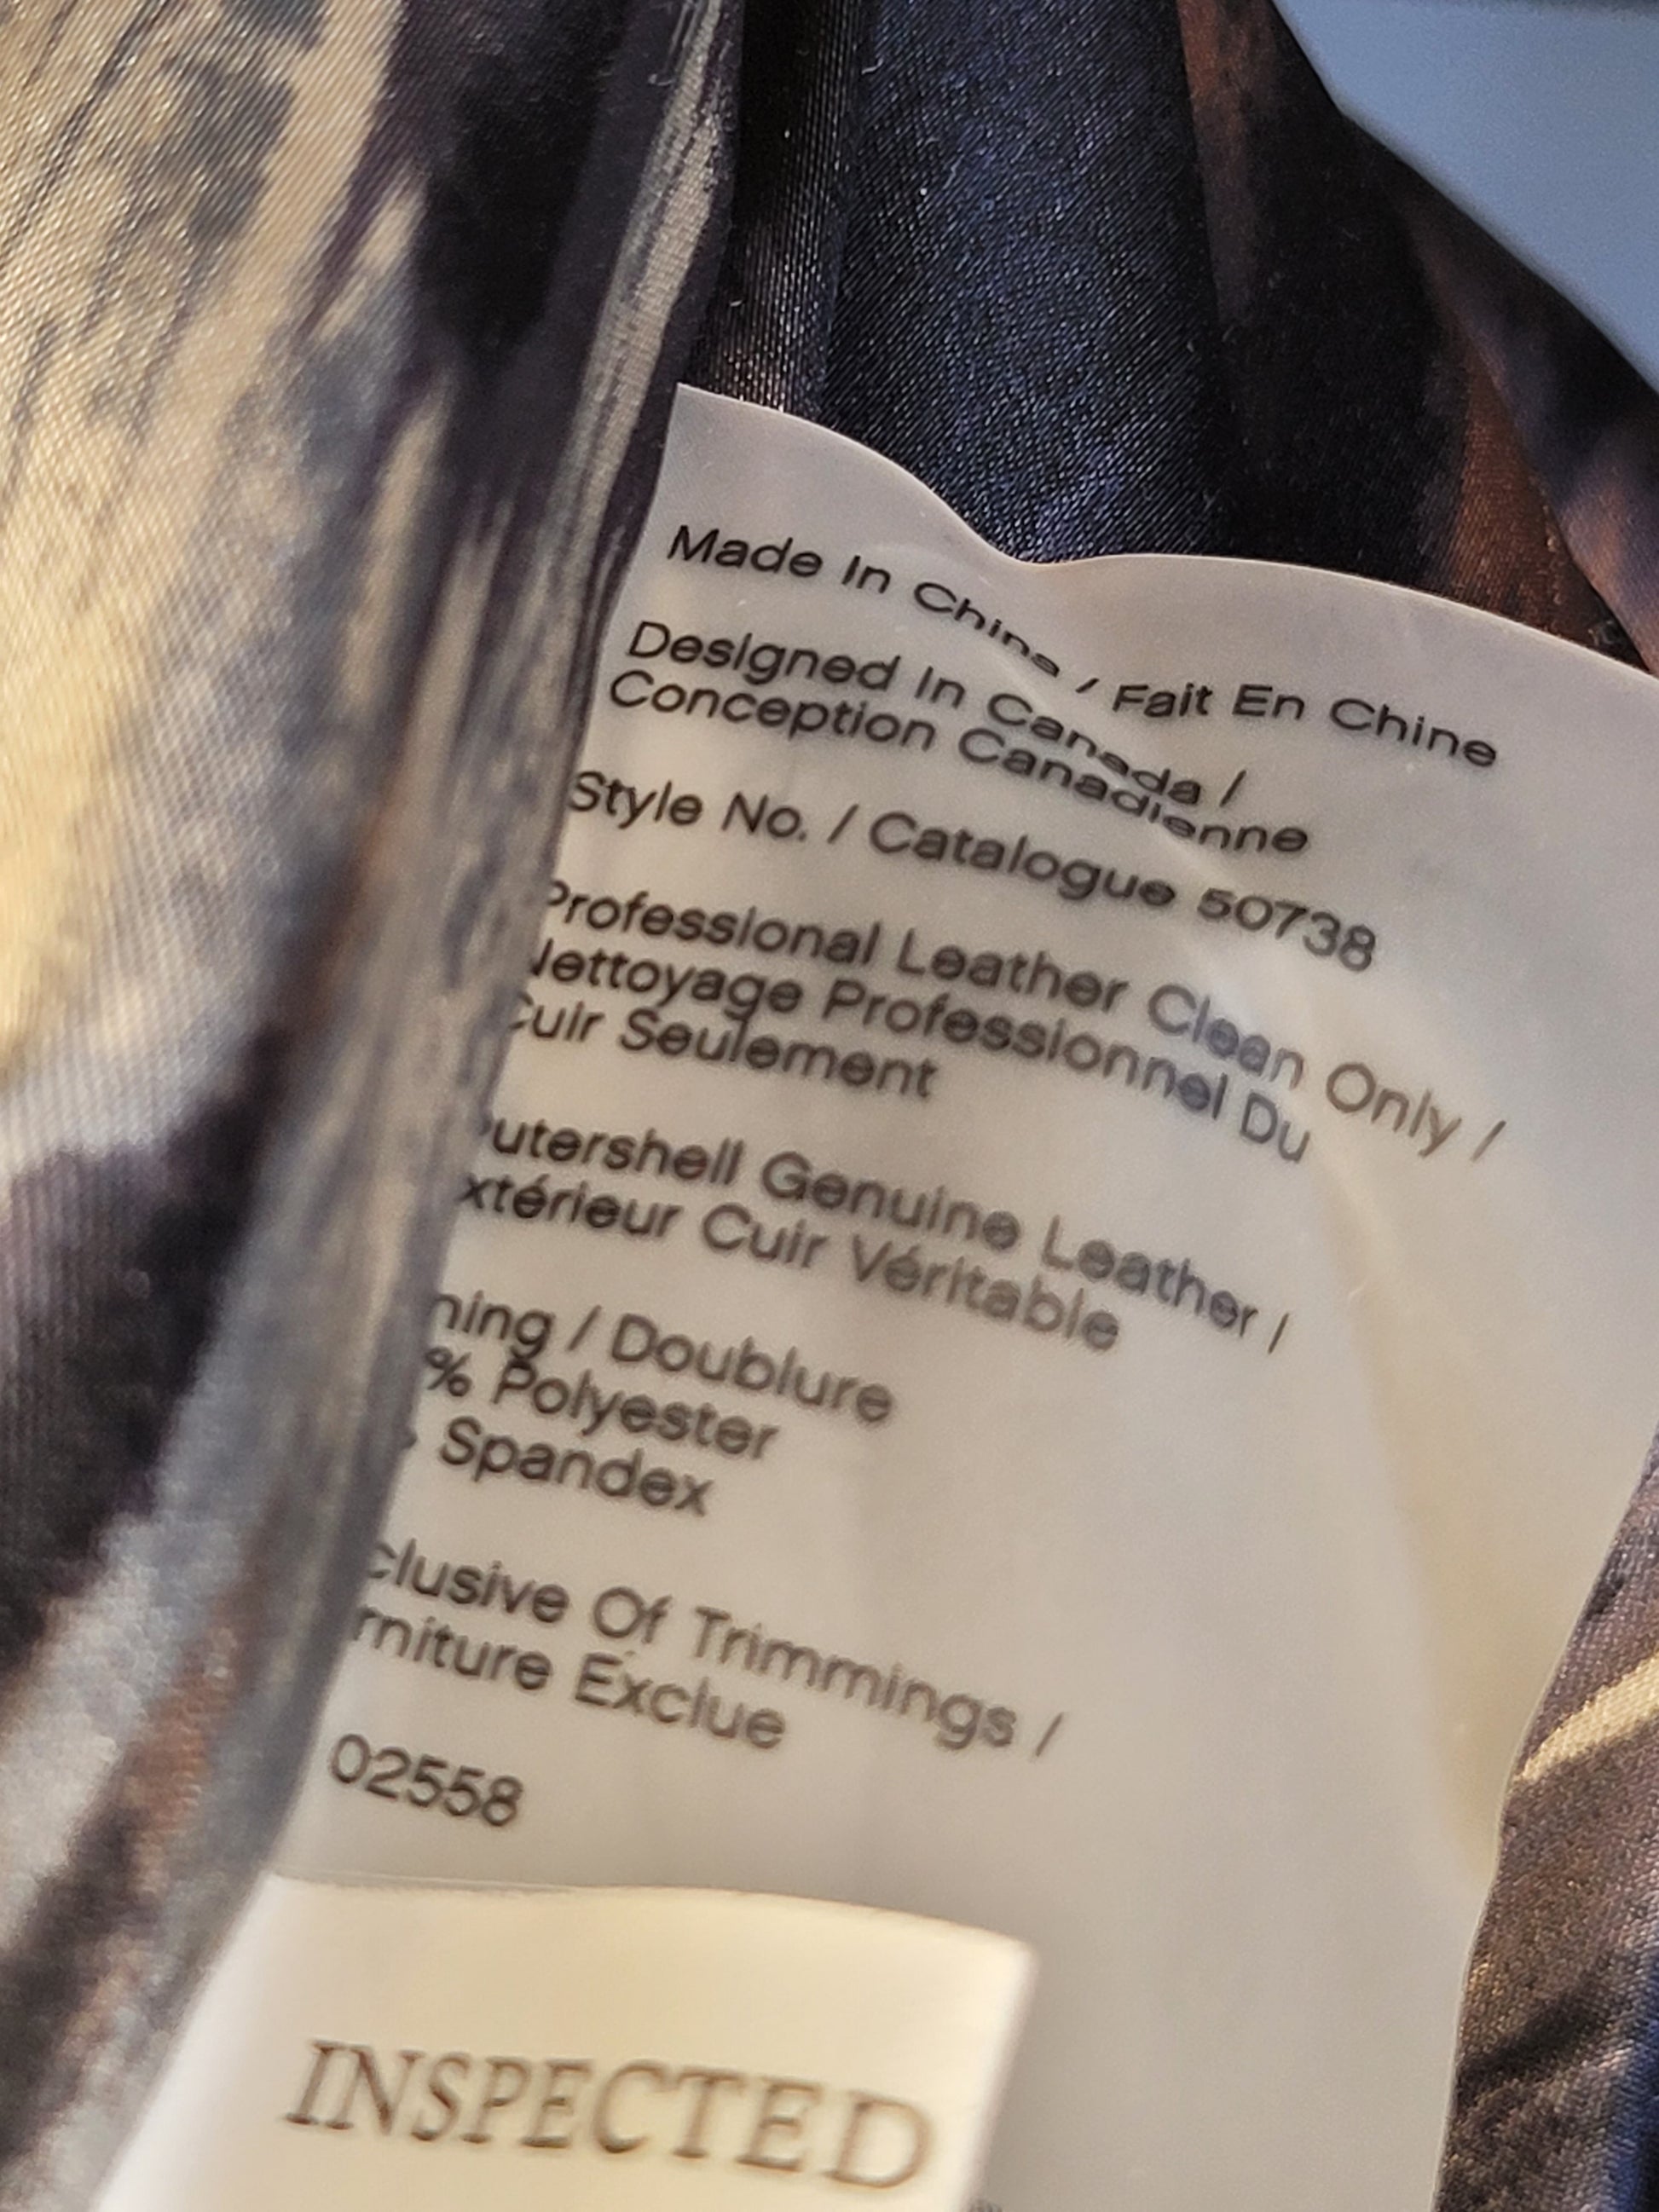 Made In China / Fait En Chine
Designed In Canada /
Conception Canadienne
Style No. / Catalogue 50738
Professional Leather Clean Only /
Nettoyage Professionnel Du
Cuir Seulement
utershell Genuine Leather /
xtérieur Cuir Véritable
ning / Doublure
% Polyester
Spandex
clusive Of Trimmings /
rniture Exclue
02558
INSPECTED